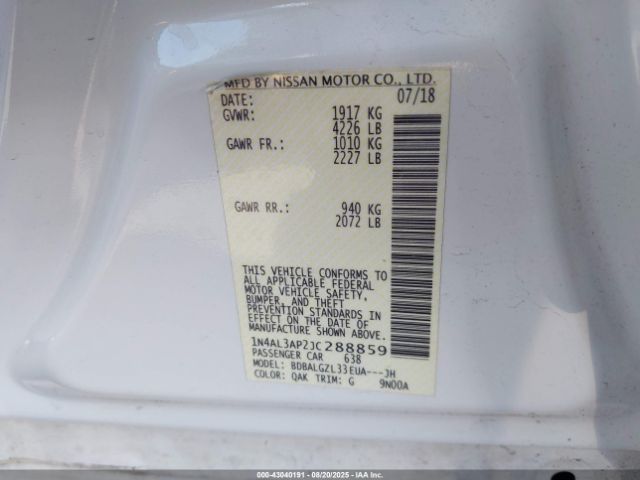 MFD BY NISSAN MOTOR CO., LTD.
DATE: 07/18
GVWR: 1917 KG
4226 LB
GAWR FR.: 1010 KG
2227 LB
GAWR RR.: 940 KG
2072 LB
THIS VEHICLE CONFORMS TO
ALL APPLICABLE FEDERAL
MOTOR VEHICLE SAFETY,
BUMPER, AND THEFT
PREVENTION STANDARDS
IN EFFECT ON THE DATE OF
MANUFACTURE SHOWN ABOVE.
1N4AL3AP2JC288859
PASSENGER CAR 638
MODEL: BDBALGZL33EUA---JH
COLOR: QAK TRIM: G 9N00A
000-43040191 - 08/20/2025 - IAAI.COM